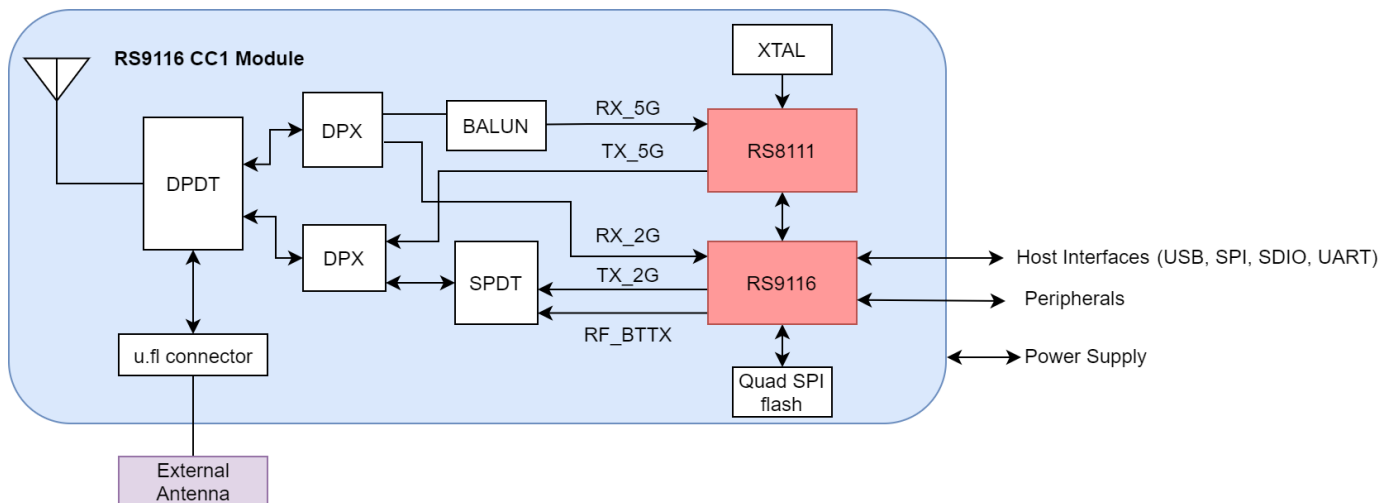 RS9116 CC1 Module
XTAL
DPX
BALUN
RX_5G
RS8111
TX_5G
DPDT
DPX
SPDT
RX_2G
TX_2G
RF_BTTX
RS9116
Host Interfaces (USB, SPI, SDIO, UART)
Peripherals
Power Supply
u.fl connector
Quad SPI
flash
External
Antenna